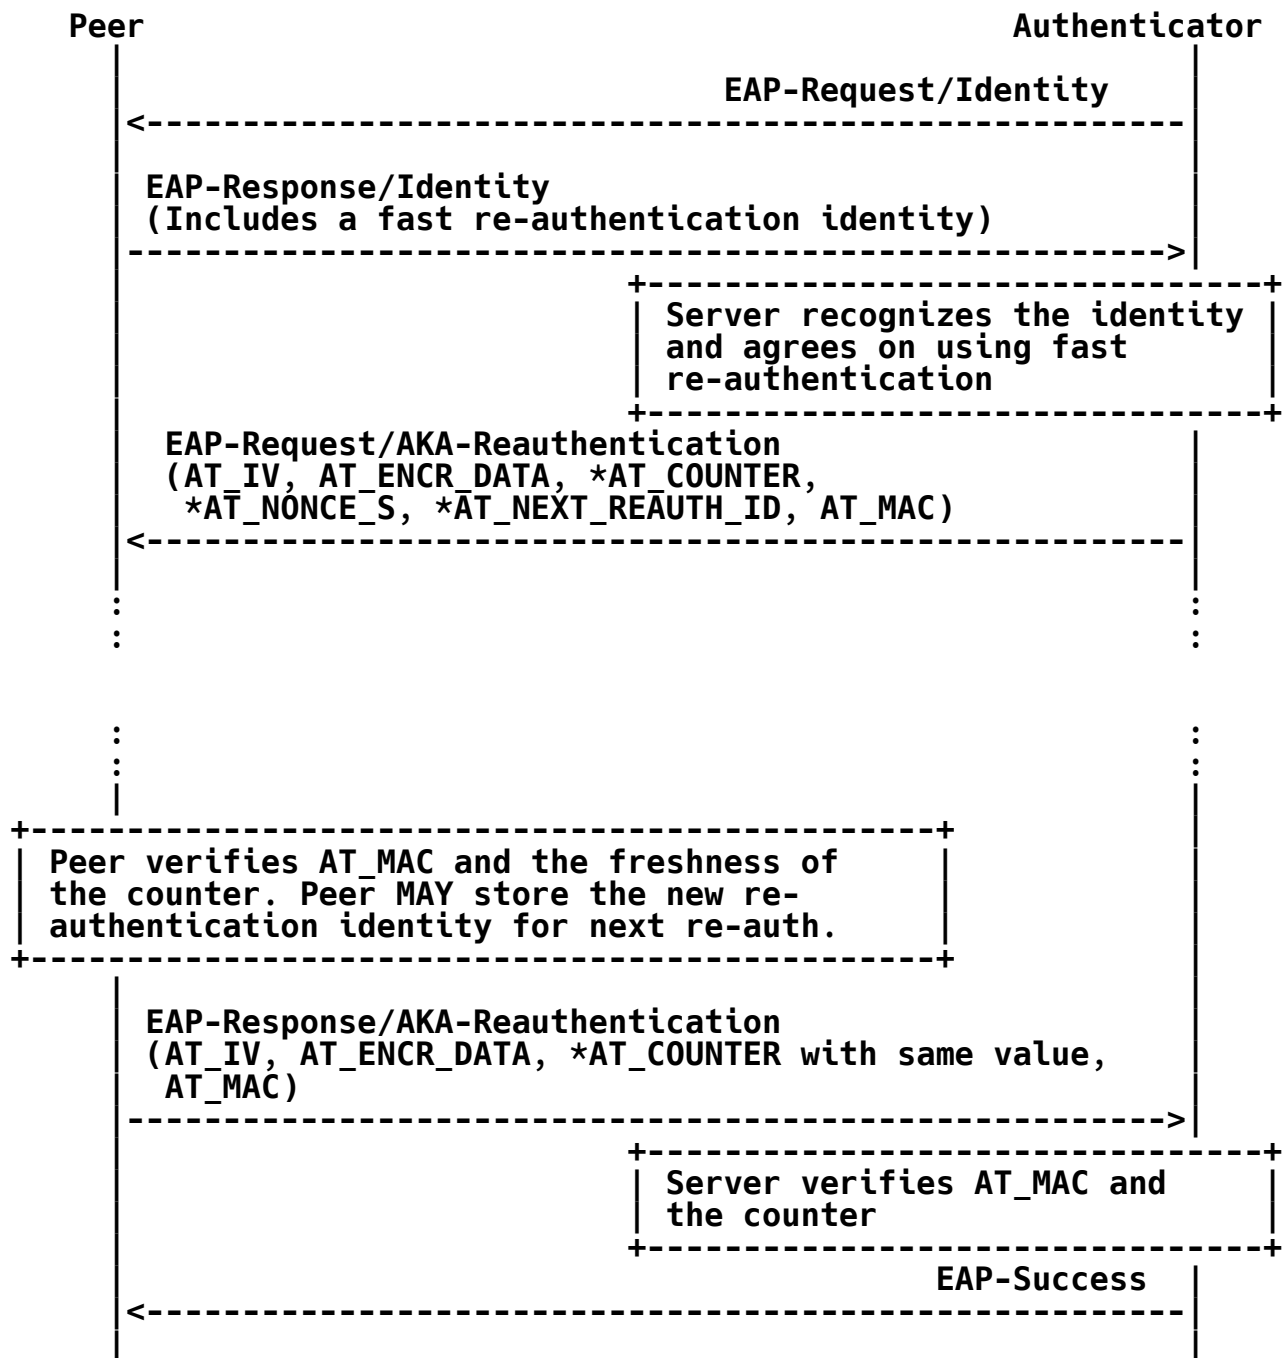 Peer Authenticator
EAP-Request/Identity
EAP-Response/Identity
(Includes a fast re-authentication identity)
Server recognizes the identity
and agrees on using fast
re-authentication
EAP-Request/AKA-Reauthentication
(AT_IV, AT_ENCR_DATA, *AT_COUNTER,
*AT_NONCE_S, *AT_NEXT_REAUTH_ID, AT_MAC)
Peer verifies AT_MAC and the freshness of
the counter. Peer MAY store the new re-
authentication identity for next re-auth.
EAP-Response/AKA-Reauthentication
(AT_IV, AT_ENCR_DATA, *AT_COUNTER with same value,
AT_MAC)
Server verifies AT_MAC and
the counter
EAP-Success